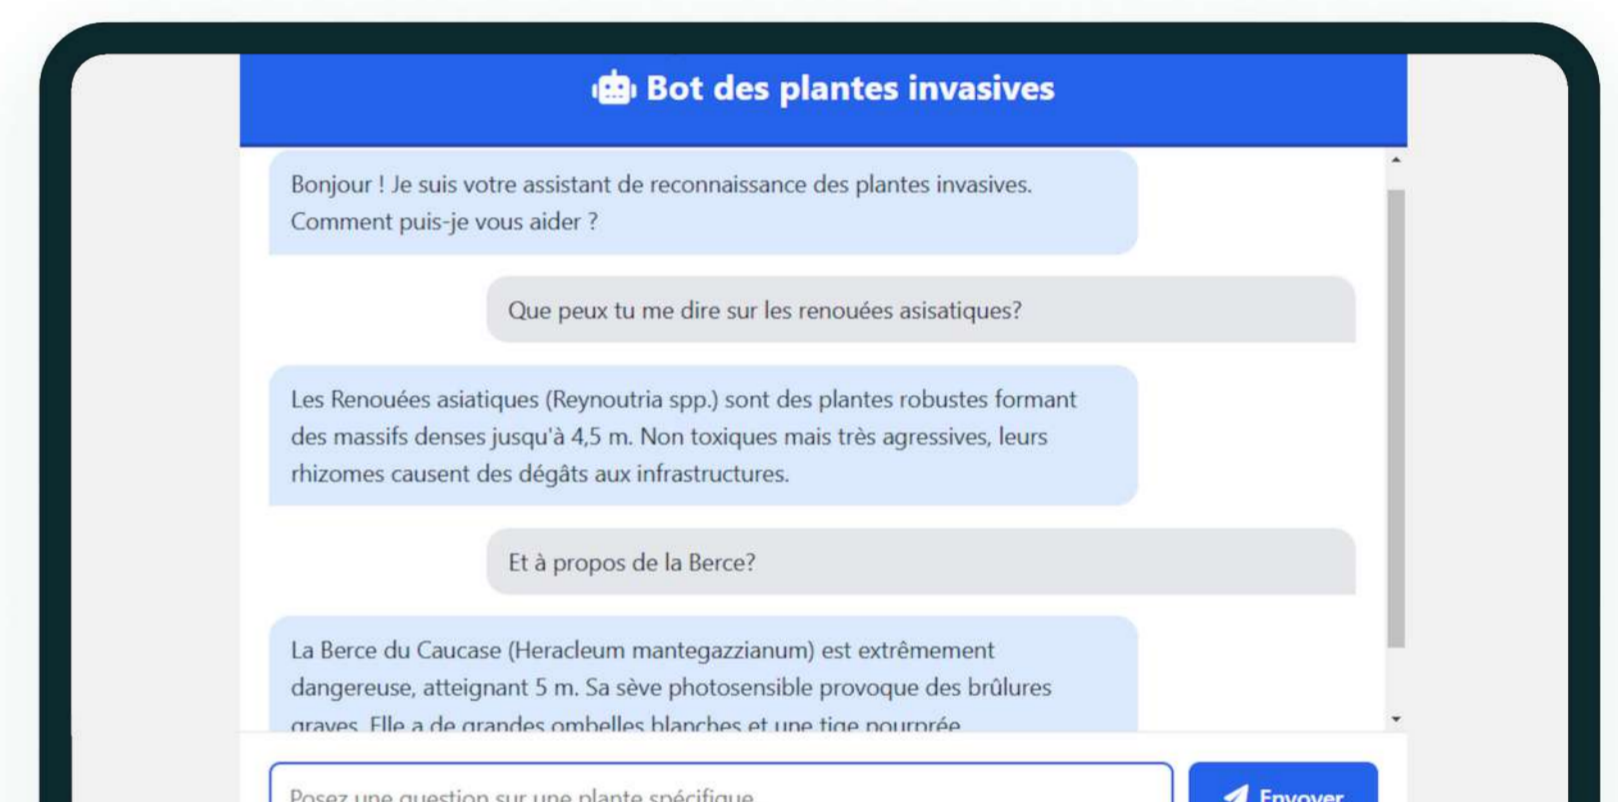 Bot des plantes invasives
Bonjour ! Je suis votre assistant de reconnaissance des plantes invasives.
Comment puis-je vous aider ?
Que peux tu me dire sur les renouées asisatiques?
Les Renouées asiatiques (Reynoutria spp.) sont des plantes robustes formant
des massifs denses jusqu'à 4,5 m. Non toxiques mais très agressives, leurs
rhizomes causent des dégâts aux infrastructures.
Et à propos de la Berce?
La Berce du Caucase (Heracleum mantegazzianum) est extrêmement
dangereuse, atteignant 5 m. Sa sève photosensible provoque des brûlures
graves. Elle a de grandes ombelles blanches et une tige pourprée
Posez une question sur une plante spécifique
Envoyer